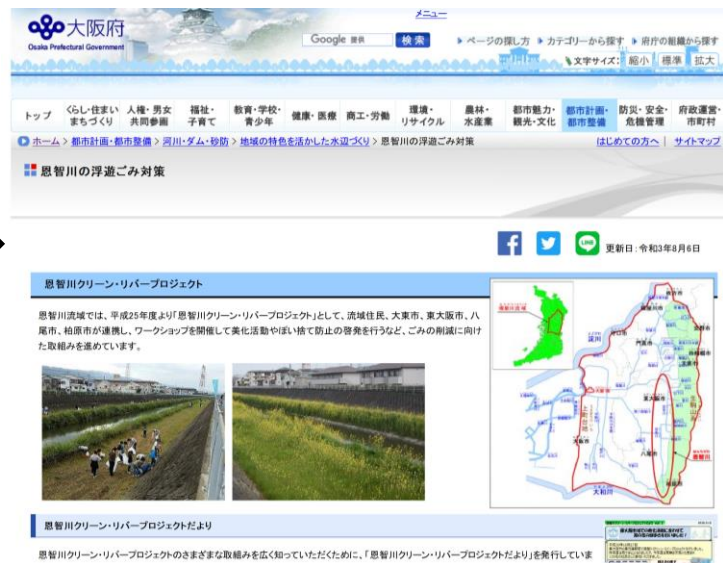 大阪府
Osaka Prefectural Government
メニュー
Google 提供
検索
ページの探し方
カテゴリーから探す
府庁の組織から探す
文字サイズ:
縮小
標準
拡大
トップ
くらし・住まい
まちづくり
人権・男女
共同参画
福祉・
子育て
教育・学校・
青少年
健康・医療
商工・労働
環境・
リサイクル
農林・
水産業
都市魅力・
観光・文化
都市計画・
都市整備
防災・安全・
危機管理
府政運営・
市町村
ホーム > 都市計画・都市整備 > 河川・ダム・砂防 > 地域の特色を活かした水辺づくり > 恩智川の浮遊ごみ対策
はじめての方へ | サイトマップ
恩智川の浮遊ごみ対策
LINE
更新日:令和3年8月6日
恩智川クリーン・リバープロジェクト
恩智川流域では、平成25年度より「恩智川クリーン・リバープロジェクト」として、流域住民、大東市、東大阪市、八
尾市、柏原市が連携し、ワークショップを開催して美化活動やぽい捨て防止の啓発を行うなど、ごみの削減に向け
た取組みを進めています。
淀川
門真市
東大阪市
八尾市
大和川
恩智川クリーン・リバープロジェクトだより
恩智川クリーン・リバープロジェクトのさまざまな取組みを広く知っていただくために、「恩智川クリーン・リバープロジェクトだより」を発行していま